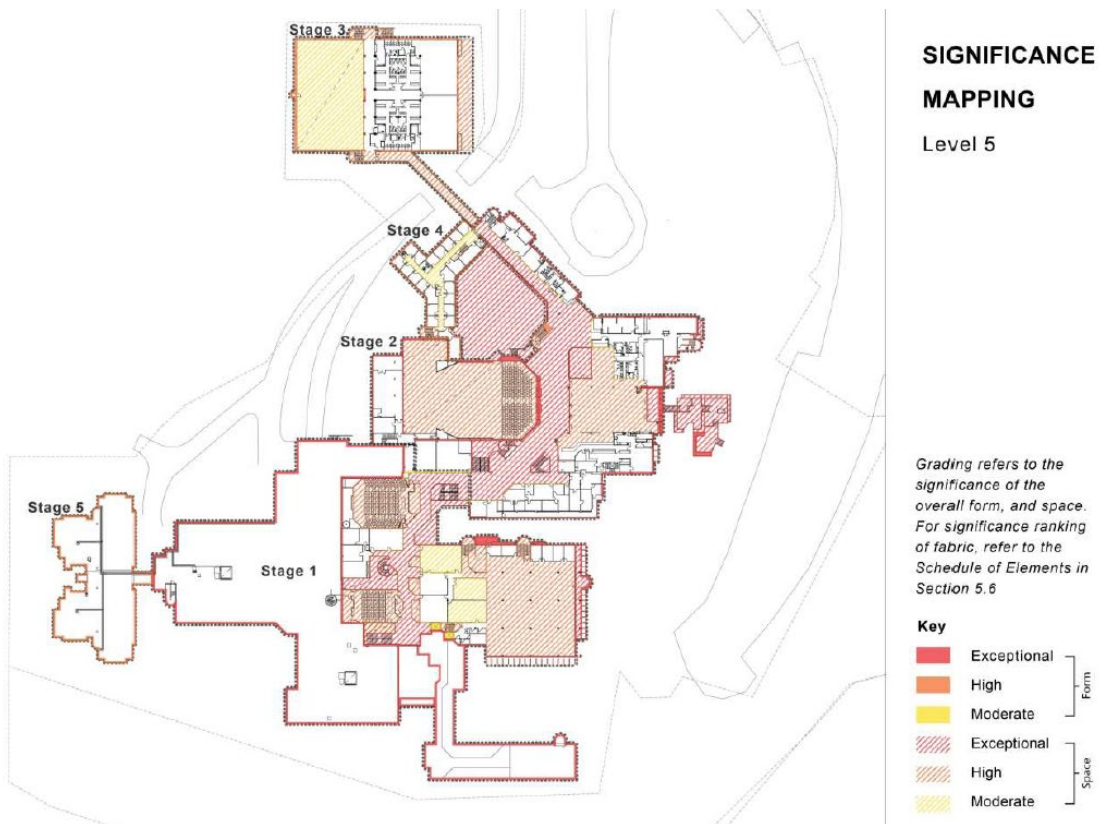 Stage 3
Stage 4
Stage 2
Stage 5
Stage 1
SIGNIFICANCE
MAPPING
Level 5
Grading refers to the
significance of the
overall form, and space.
For significance ranking
of fabric, refer to the
Schedule of Elements in
Section 5.6
Key
Exceptional
High
Moderate
Form
Exceptional
High
Moderate
Space